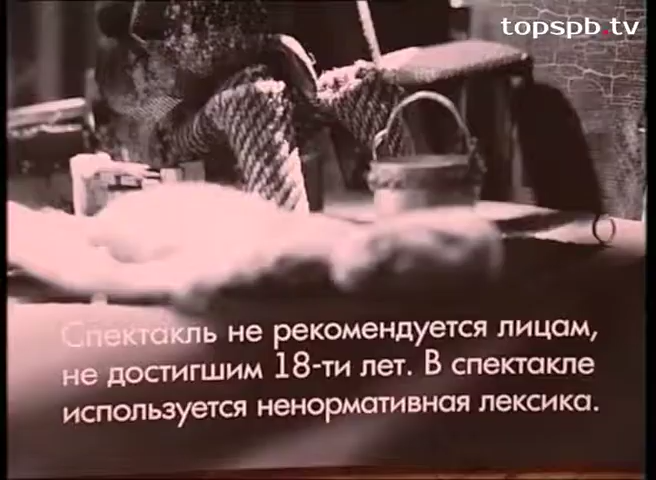 topspb.tv
Спектакль не рекомендуется лицам,
не достигшим 18-ти лет. В спектакле
используется ненормативная лексика.